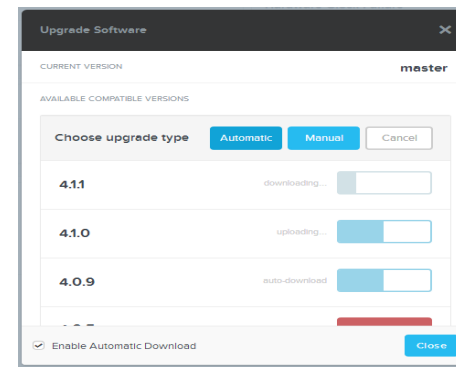 Upgrade Software
CURRENT VERSION master
AVAILABLE COMPATIBLE VERSIONS
Choose upgrade type Automatic Manual Cancel
4.1.1 downloading...
4.1.0 uploading...
4.0.9 auto-download
Enable Automatic Download Close